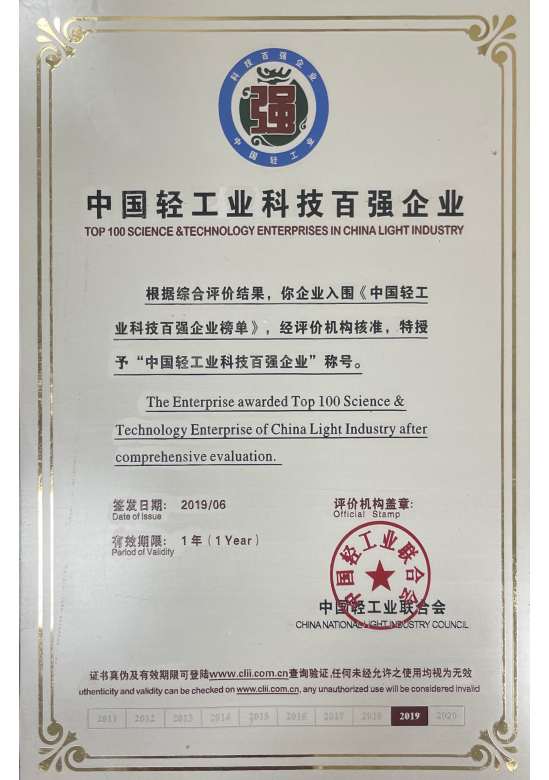 科技百强企业
强
中国轻工业
中国轻工业科技百强企业
TOP 100 SCIENCE &TECHNOLOGY ENTERPRISES IN CHINA LIGHT INDUSTRY
根据综合评价结果，你企业入围《中国轻工
业科技百强企业榜单》，经评价机构核准，特授
予“中国轻工业科技百强企业”称号。
The Enterprise awarded Top 100 Science &
Technology Enterprise of China Light Industry after
comprehensive evaluation.
签发日期： 2019/06
Date of Issue
评价机构盖章:
Official Stamp
有效期限： 1年（1 Year）
Period of Validity
中国轻工业联合会
中国轻工业联合会
CHINA NATIONAL LIGHT INDUSTRY COUNCIL
证书真伪及有效期限可登陆www.clii.com.cn查询验证,任何未经允许之使用均视为无效
uthenticity and validity can be checked on www.clii.com.cn, any unauthorized use will be considered invalid
2011 2012 2013 2014 2015 2016 2017 2018 2019 2020